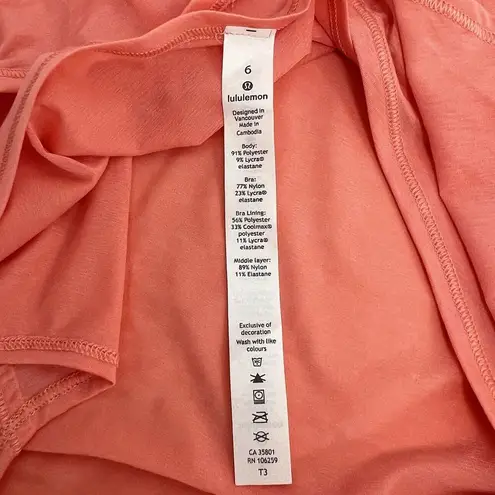 6
lululemon
Designed in
Vancouver
Made in
Cambodia
Body:
91% Polyester
9% Lycra®
elastane
Bra:
77% Nylon
23% Lycra®
elastane
Bra Lining:
56% Polyester
33% Coolmax®
polyester
11% Lycra®
elastane
Middle layer:
89% Nylon
11% Elastane
Exclusive of
decoration
Wash with like
colours
CA 35801
RN 106259
T3